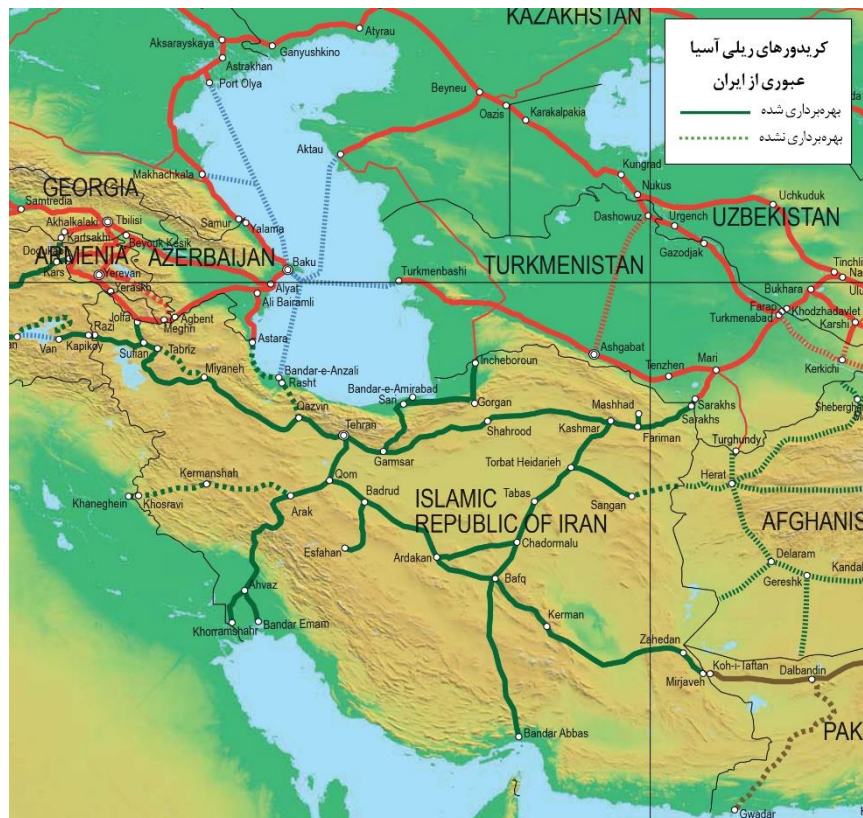 KAZAKHSTAN
کریدورهای ریلی آسیا
عبوری از ایران
بهره‌برداری شده
بهره‌برداری نشده
Atyrau
Aksarayskaya
Ganyushkino
Astrakhan
Port Olya
Beyneu
Oazis
Karakalpakia
Aktau
Makhachkala
Kungrad
Nukus
GEORGIA
Samtredia
Uchkuduk
Akhalkalaki
Tbilisi
Samur
Yalama
Dashowuz
Urgench
UZBEKISTAN
Kartsakhi
Beyouk Kesik
Gazodjak
ARMENIA
AZERBAIJAN
Baku
TURKMENISTAN
Kars
Yerevan
Turkmenbashi
Tinchli
Yeraskh
Alyat
Bukhara
Ali Bairamli
Farap
Khodzhadavlet
Jolfa
Meghri
Agbent
Turkmenabad
Karshi
Razi
Van
Kapikoy
Sufian
Tabriz
Astara
Ashgabat
Kerkichi
Miyaneh
Bandar-e-Anzali
Rasht
Incheboroun
Tenzhen
Mari
Bandar-e-Amirabad
Sari
Gorgan
Sarakhs
Sarakhs
Qazvin
Tehran
Shahrood
Kashmar
Mashhad
Fariman
Garmsar
Turghundy
Torbat Heidarieh
Kermanshah
Qom
Herat
Khaneghein
Khosravi
Arak
Badrud
Tabas
Sangan
ISLAMIC
REPUBLIC OF IRAN
AFGHANIS
Esfahan
Ardakan
Chadormalu
Delaram
Gereshk
Kandal
Bafq
Ahvaz
Kerman
Khorramshahr
Bandar Emam
Zahedan
Koh-i-Taftan
Mirjaveh
Dalbandin
Bandar Abbas
PAK
Gwadar